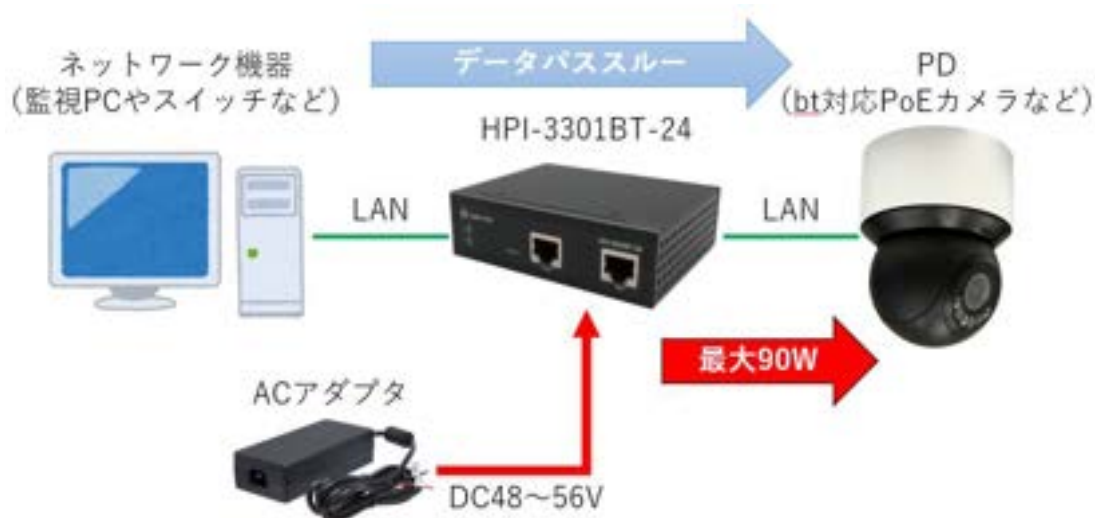 データパススルー
ネットワーク機器
（監視PCやスイッチなど）
PD
（bt対応PoEカメラなど）
HPI-3301BT-24
LAN
LAN
最大90W
ACアダプタ
DC48～56V